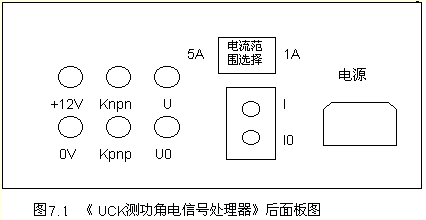 5A 电流范围选择 1A
电源
+12V Knpn U I
0V Kpnp U0 I0
图7.1 《 UCK测功角电信号处理器》后面板图